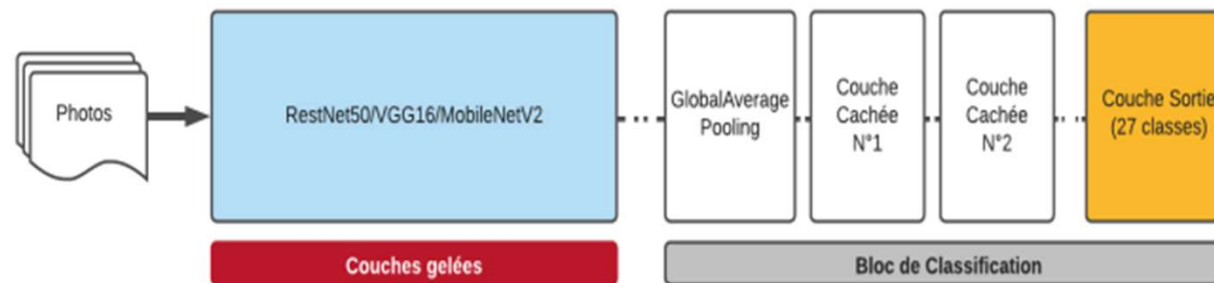 Photos
RestNet50/VGG16/MobileNetV2
GlobalAverage
Pooling
Couche
Cachée
N°1
Couche
Cachée
N°2
Couche Sortie
(27 classes)
Couches gelées
Bloc de Classification